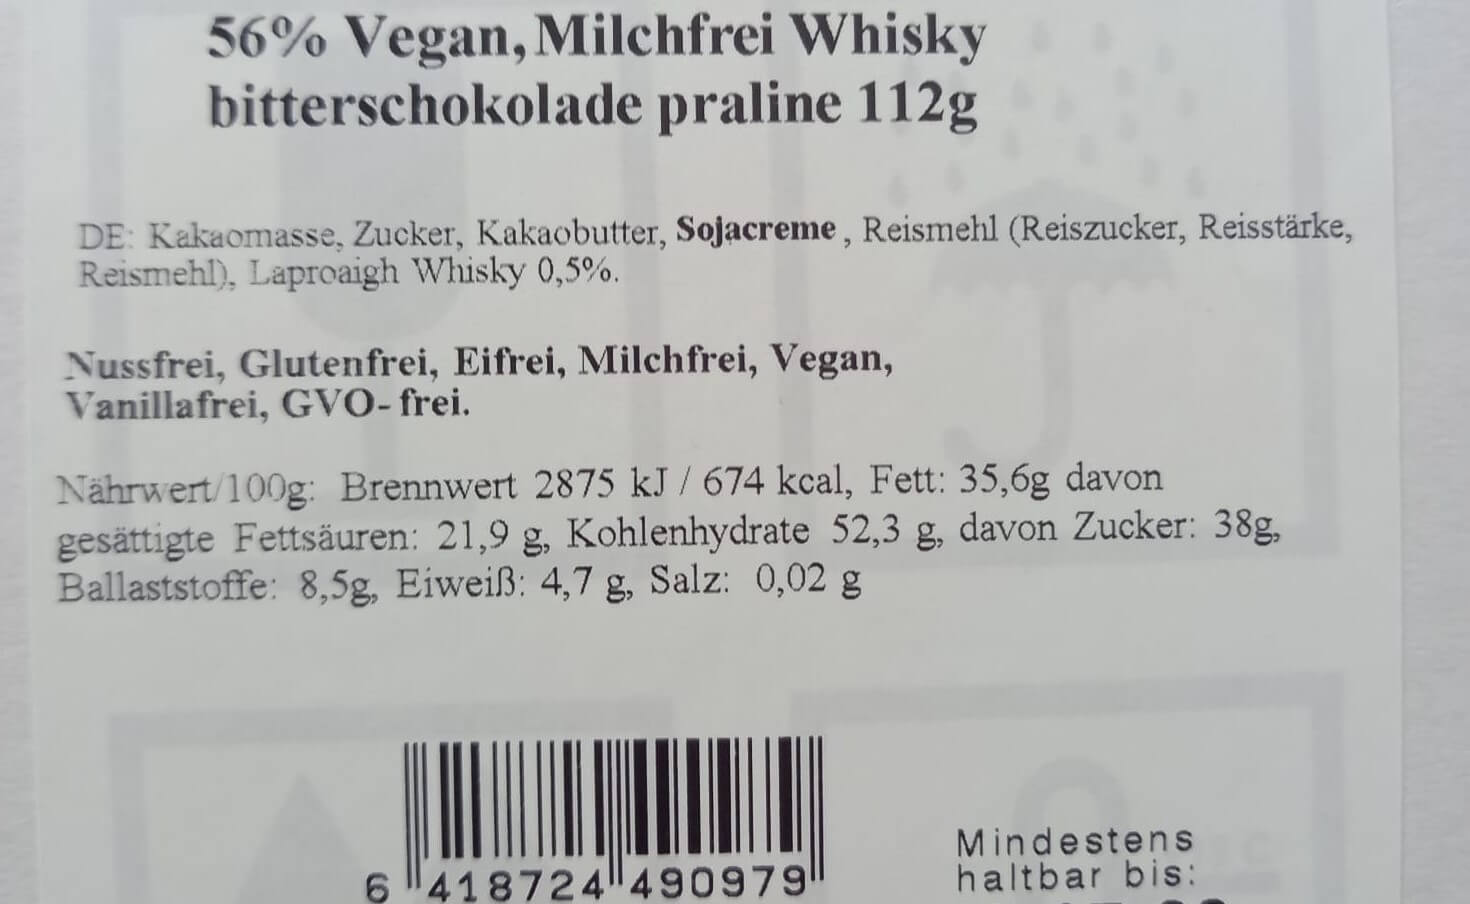 56% Vegan, Milchfrei Whisky
bitterschokolade praline 112g
DE: Kakaomasse, Zucker, Kakaobutter, Sojacreme , Reismehl (Reiszucker, Reisstärke,
Reismehl), Laproaigh Whisky 0,5%.
Nussfrei, Glutenfrei, Eifrei, Milchfrei, Vegan,
Vanillafrei, GVO- frei.
Nährwert/100g: Brennwert 2875 kJ / 674 kcal, Fett: 35,6g davon
gesättigte Fettsäuren: 21,9 g, Kohlenhydrate 52,3 g, davon Zucker: 38g,
Ballaststoffe: 8,5g, Eiweiß: 4,7 g, Salz: 0,02 g
Mindestens
haltbar bis:
6 418724 490979